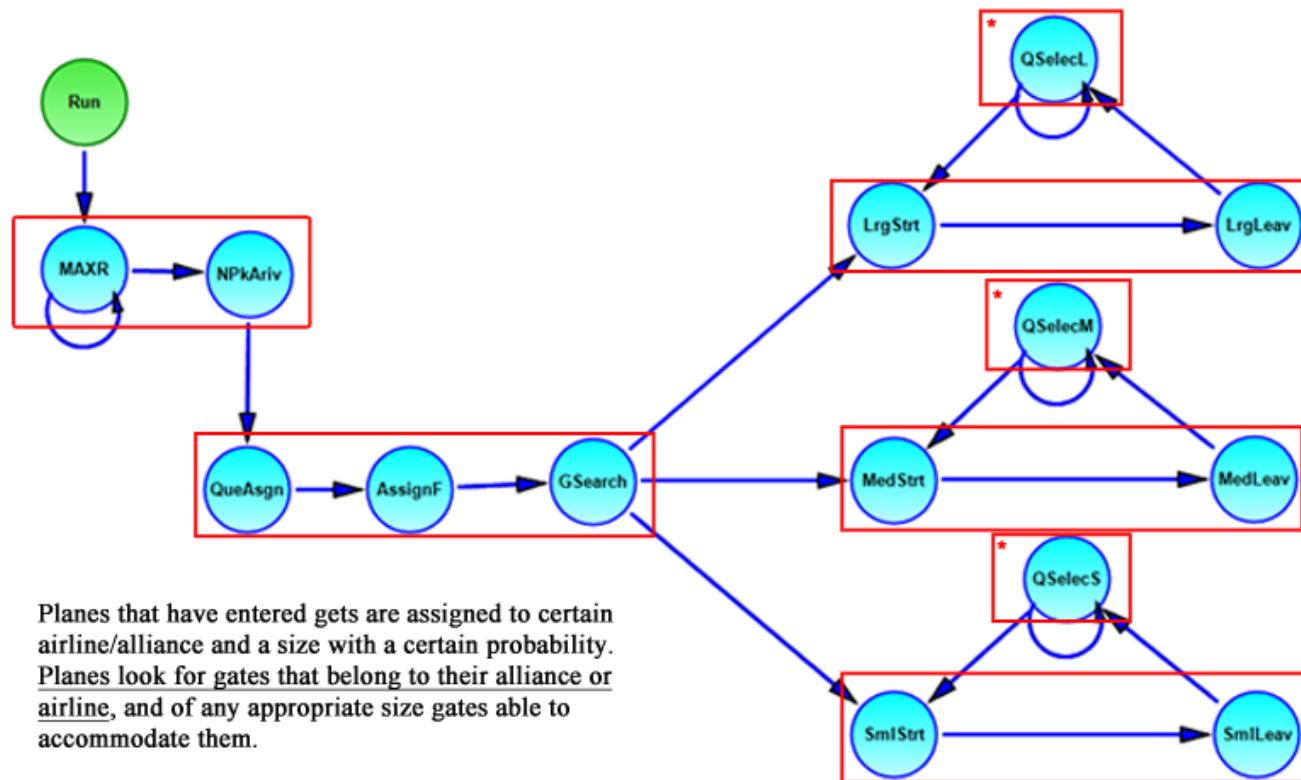 *
QSelecL
Run
LrgStrt
LrgLeav
MAXR
NPkAriv
*
QSelecM
QueAsgn
AssignF
GSearch
MedStrt
MedLeav
*
QSelecS
Planes that have entered gets are assigned to certain
airline/alliance and a size with a certain probability.
Planes look for gates that belong to their alliance or
airline, and of any appropriate size gates able to
accommodate them.
SmlStrt
SmlLeav